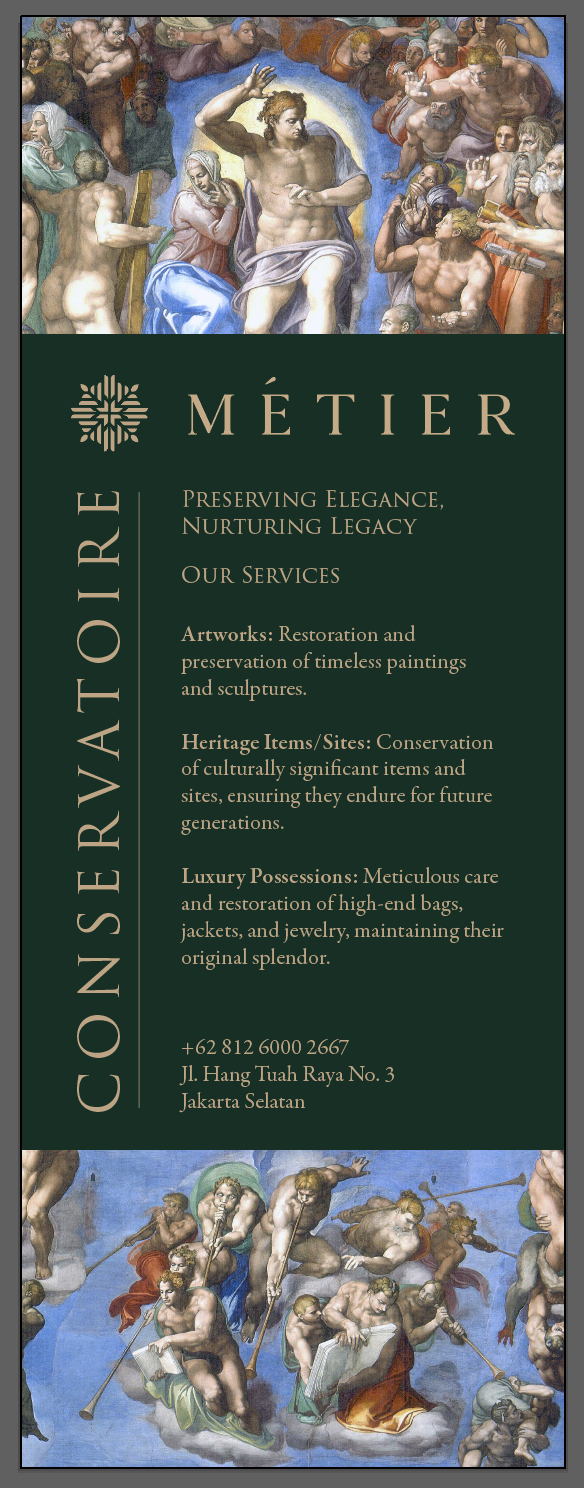 MÉTIER
CONSERVATOIRE
Preserving Elegance,
Nurturing Legacy
Our Services
Artworks: Restoration and
preservation of timeless paintings
and sculptures.
Heritage Items/Sites: Conservation
of culturally significant items and
sites, ensuring they endure for future
generations.
Luxury Possessions: Meticulous care
and restoration of high-end bags,
jackets, and jewelry, maintaining their
original splendor.
+62 812 6000 2667
Jl. Hang Tuah Raya No. 3
Jakarta Selatan